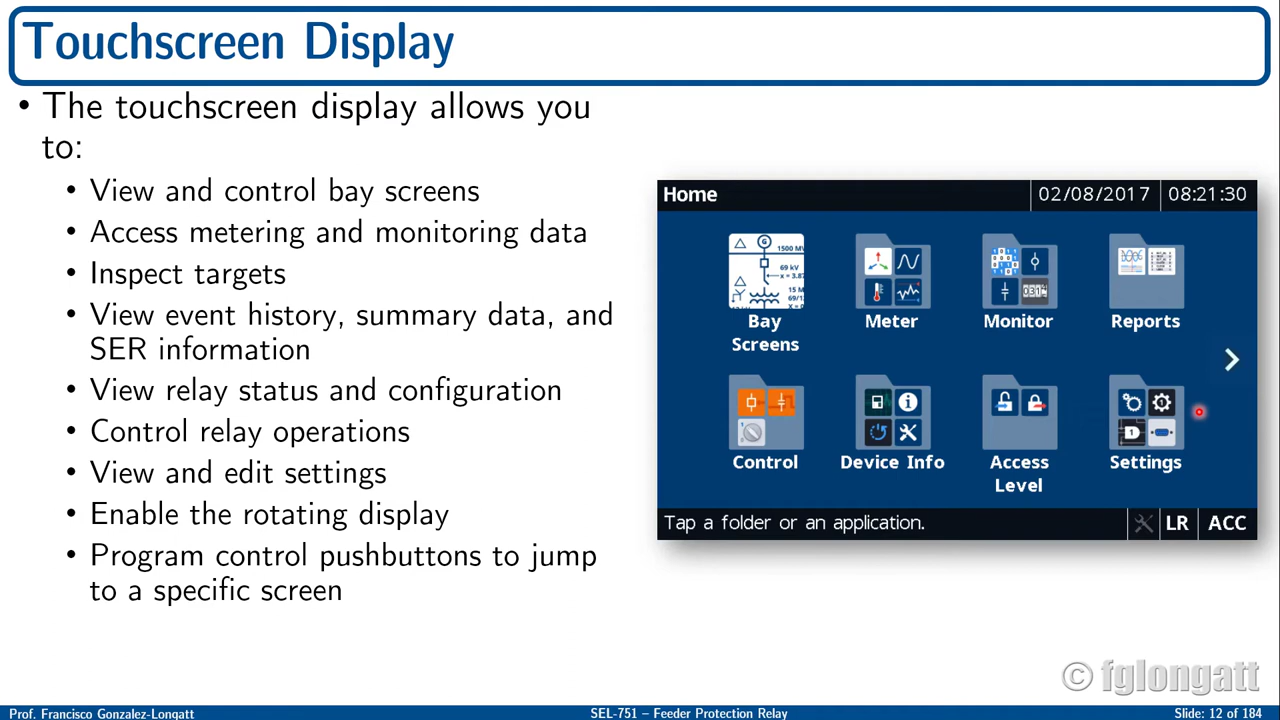 Touchscreen Display
• The touchscreen display allows you
to:
• View and control bay screens
• Access metering and monitoring data
• Inspect targets
• View event history, summary data, and
SER information
• View relay status and configuration
• Control relay operations
• View and edit settings
• Enable the rotating display
• Program control pushbuttons to jump
to a specific screen
Home 02/08/2017 08:21:30
G
1500 M
69 kV
15 M
Bay
Screens
Meter
Monitor
Reports
Control
Device Info
Access
Level
Settings
Tap a folder or an application.
LR
ACC
© fglongatt
Prof. Francisco Gonzalez-Longatt
SEL-751 – Feeder Protection Relay
Slide: 12 of 184